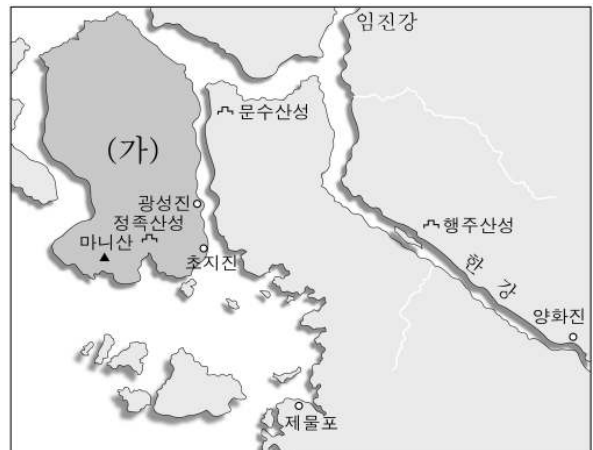 임진강
문수산성
(가)
광성진
정족산성
마니산
초지진
행주산성
한강
양화진
제물포